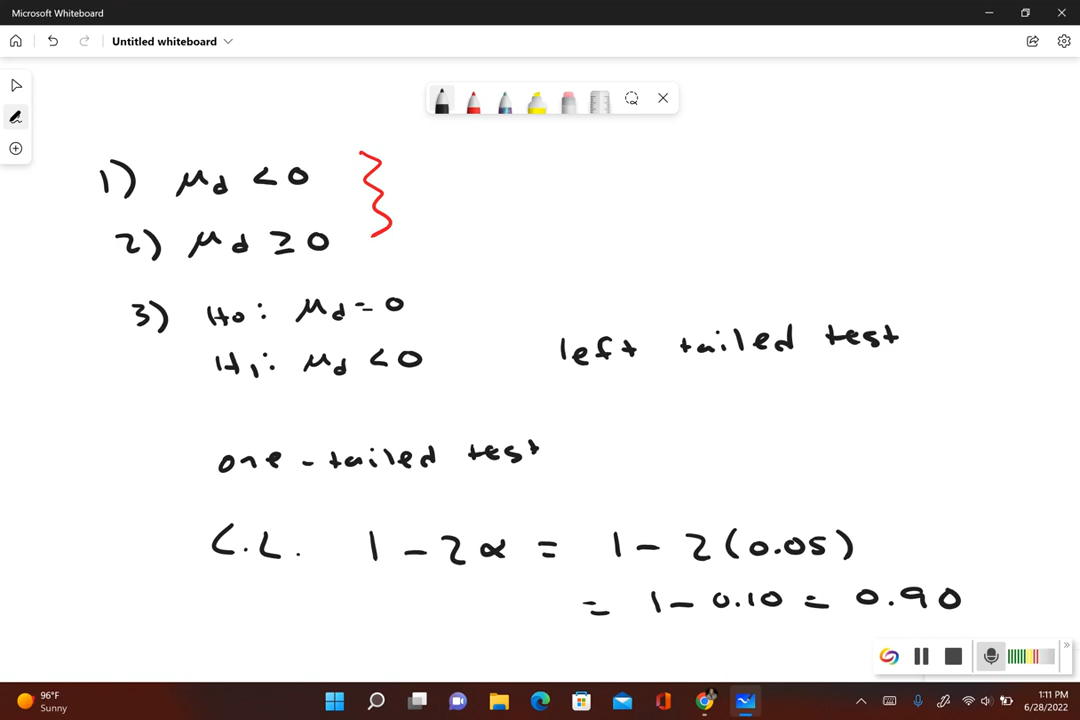 Microsoft Whiteboard
Untitled whiteboard
1) μd < 0
2) μd ≥ 0
3) Ho: μd = 0
H1: μd < 0
left tailed test
one-tailed test
C.L. 1 - 2α = 1 - 2(0.05)
= 1 - 0.10 = 0.90
96°F
Sunny
1:11 PM
6/28/2022